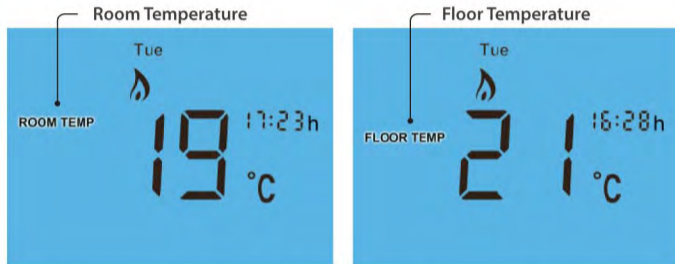 Room Temperature
Tue
ROOM TEMP
19 °C
17:23h
Floor Temperature
Tue
FLOOR TEMP
21 °C
16:28h